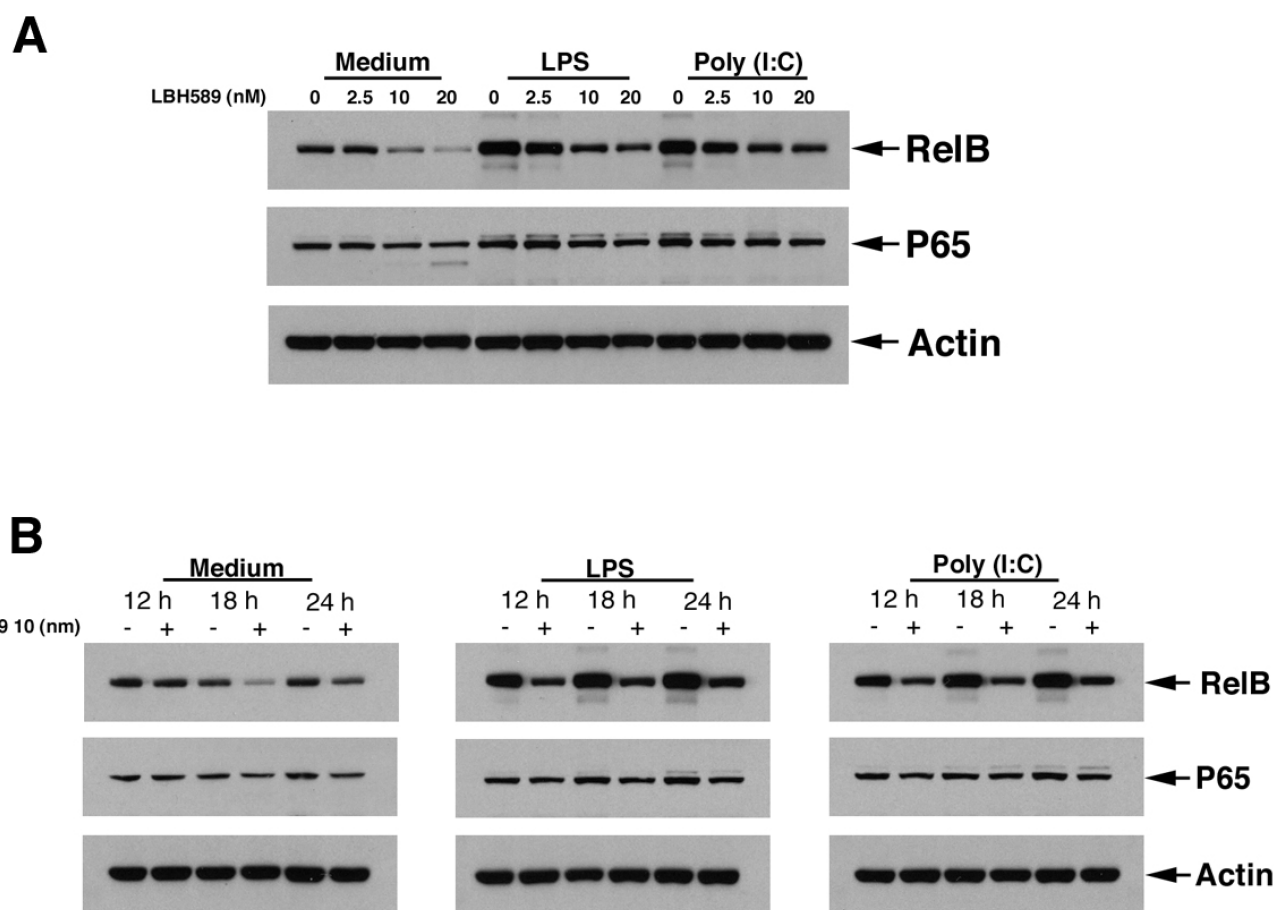 A
Medium LPS Poly (I:C)
LBH589 (nM) 0 2.5 10 20 0 2.5 10 20 0 2.5 10 20
RelB
P65
Actin
B
Medium LPS Poly (I:C)
12 h 18 h 24 h 12 h 18 h 24 h 12 h 18 h 24 h
9 10 (nm) - + - + - + - + - + - + - + - + - +
RelB
P65
Actin